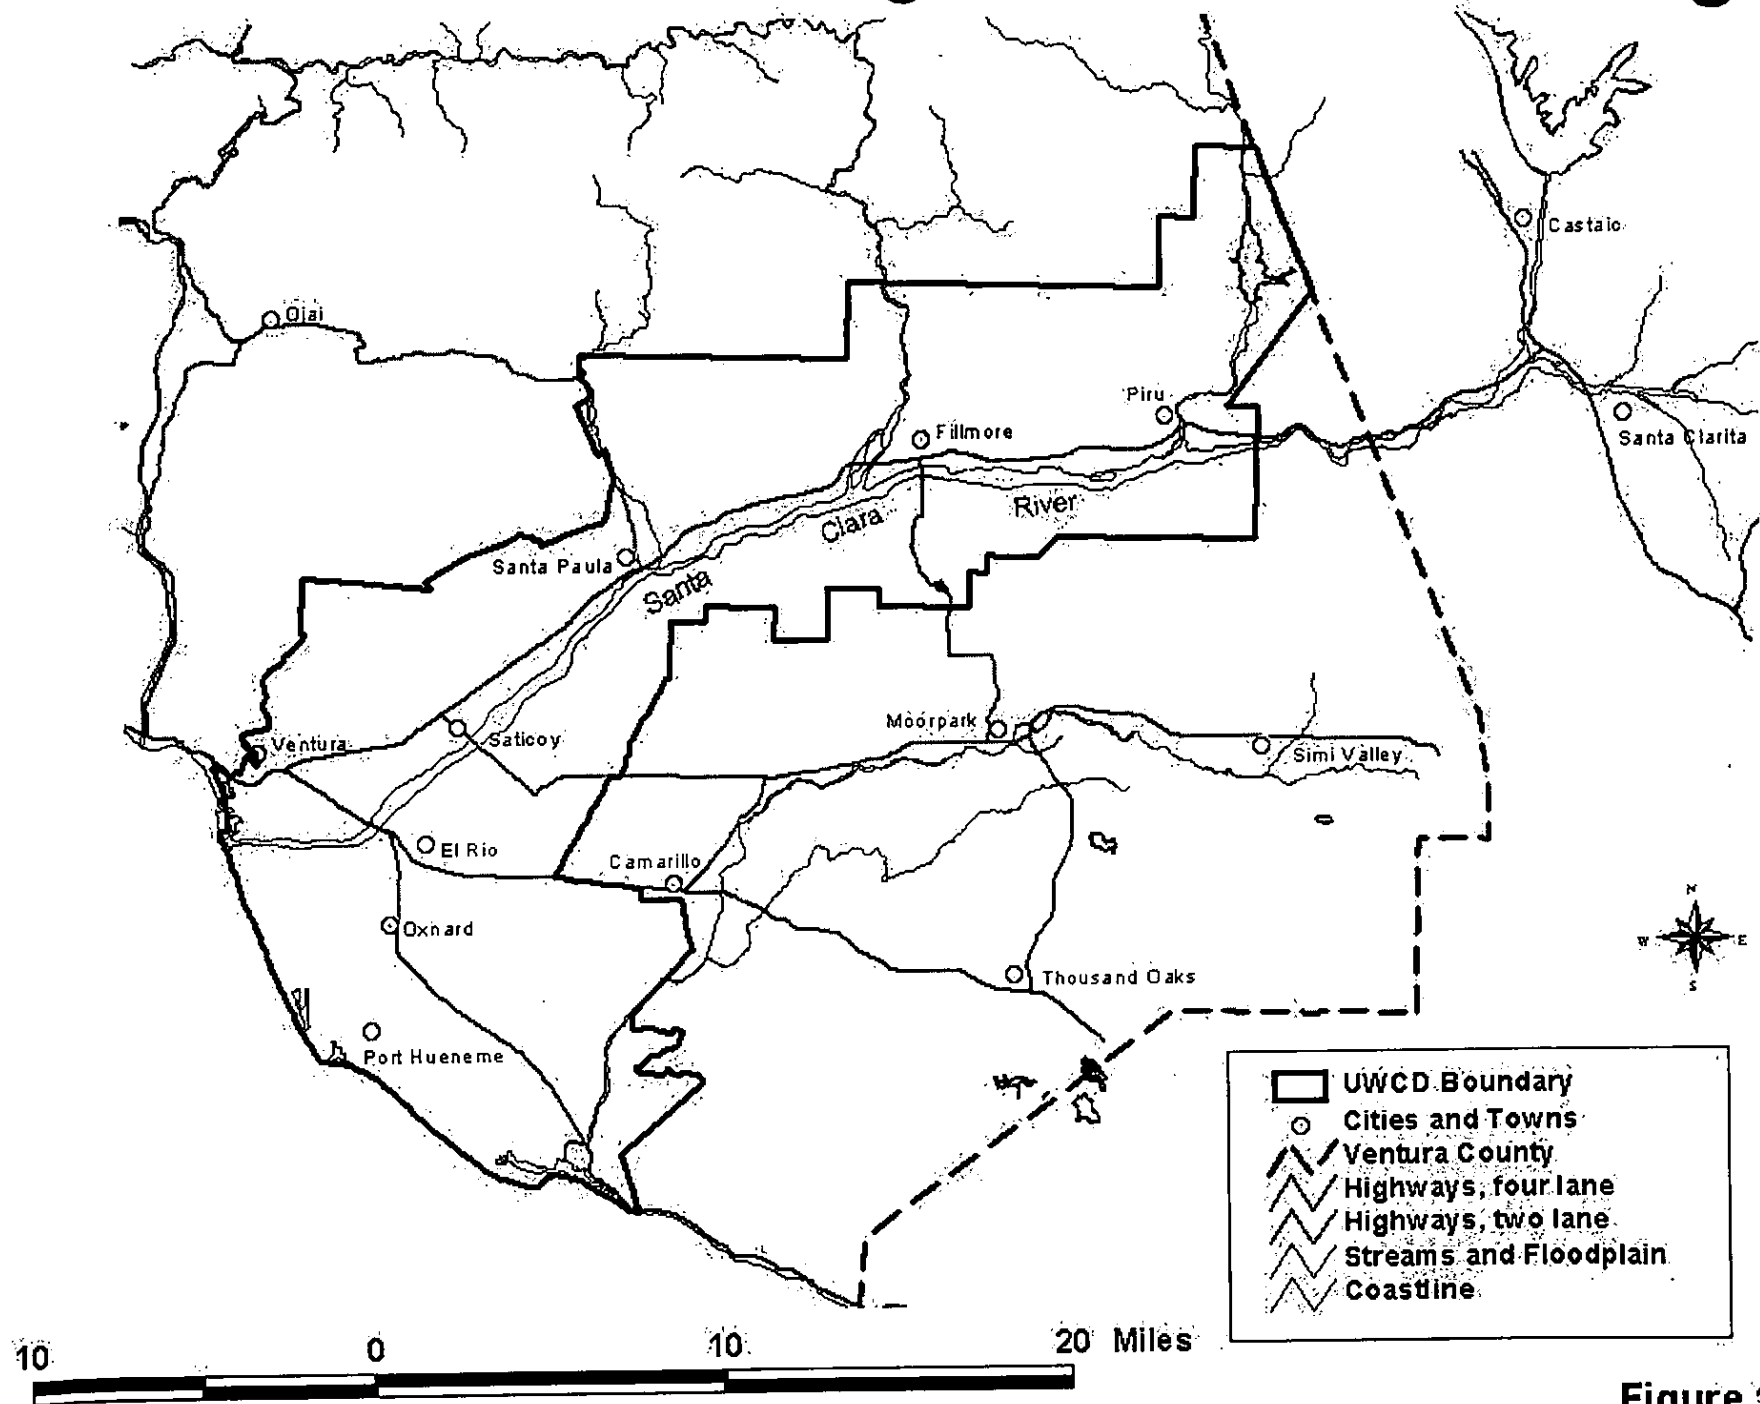 Castaic
Ojai
Piru
Fillmore
Santa Clarita
River
Clara
Santa Paula
Santa
Moorpark
Ventura
Saticoy
Simi Valley
El Rio
Camarillo
N
Oxnard
W E
Thousand Oaks
S
Port Hueneme
UWCD Boundary
Cities and Towns
Ventura County
Highways, four lane
Highways, two lane
Streams and Floodplain
Coastline
10 0 10 20 Miles
Figure